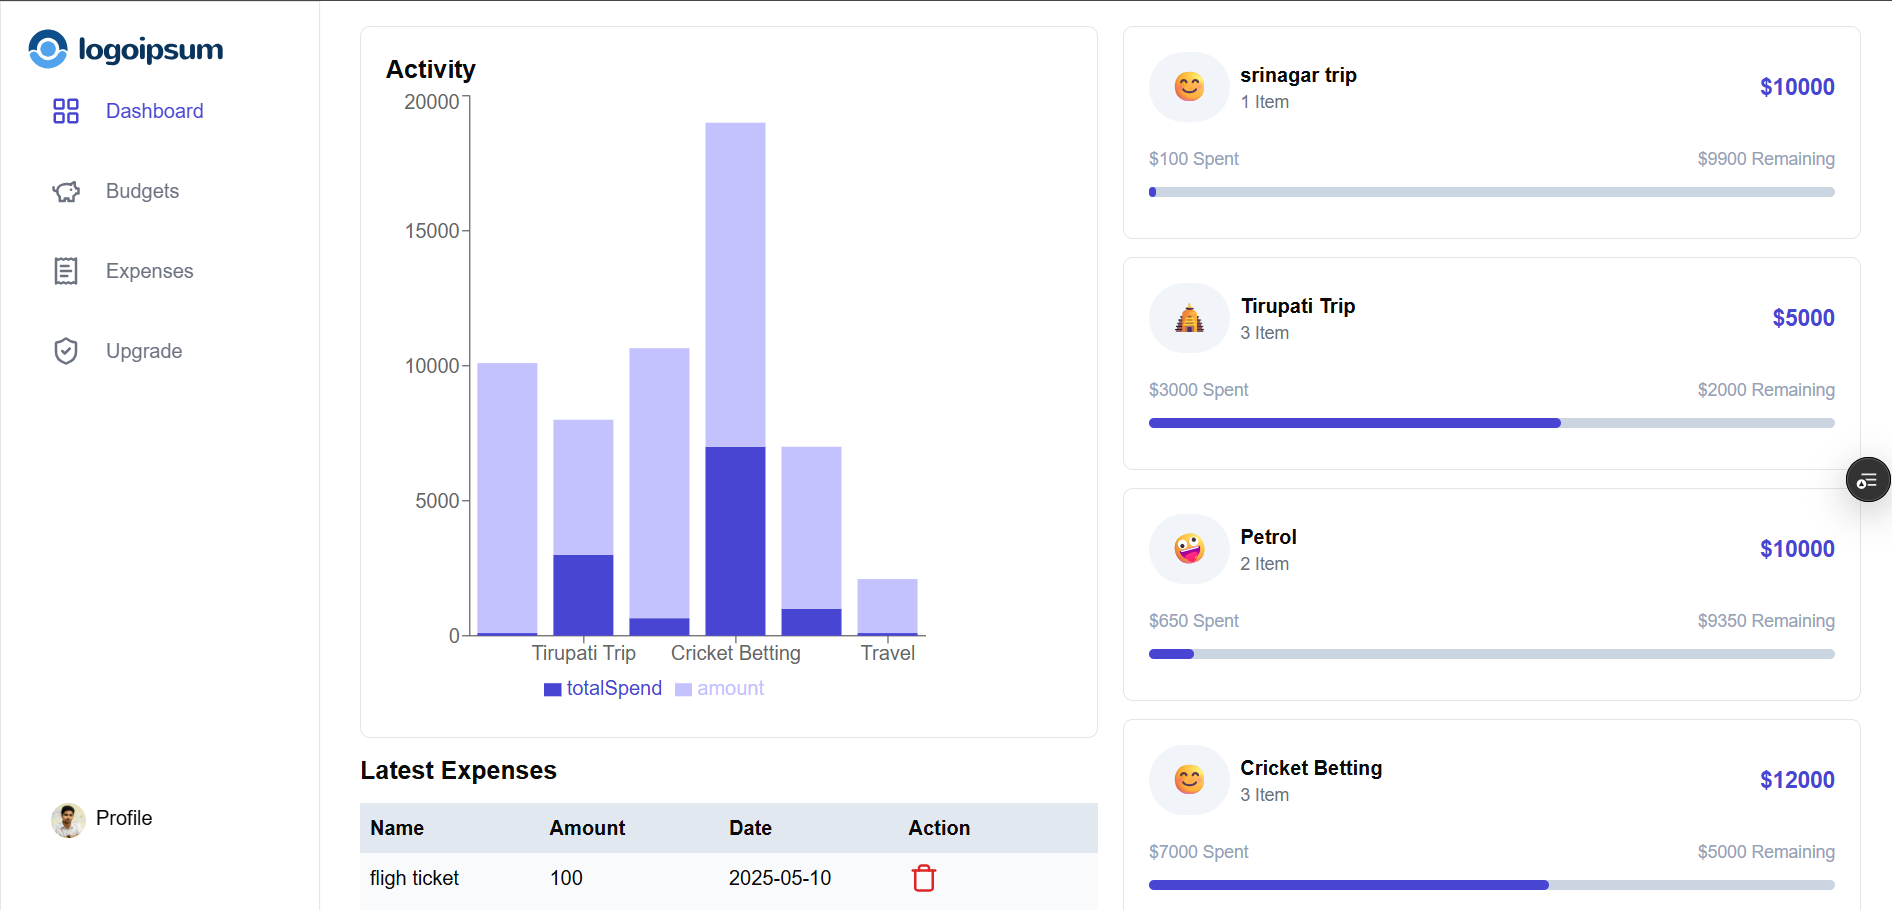 logoipsum
Dashboard
Budgets
Expenses
Upgrade
Profile
Activity
20000
15000
10000
5000
0
Tirupati Trip
Cricket Betting
Travel
totalSpend
amount
Latest Expenses
Name Amount Date Action
fligh ticket 100 2025-05-10
srinagar trip
1 Item
$10000
$100 Spent
$9900 Remaining
Tirupati Trip
3 Item
$5000
$3000 Spent
$2000 Remaining
Petrol
2 Item
$10000
$650 Spent
$9350 Remaining
Cricket Betting
3 Item
$12000
$7000 Spent
$5000 Remaining